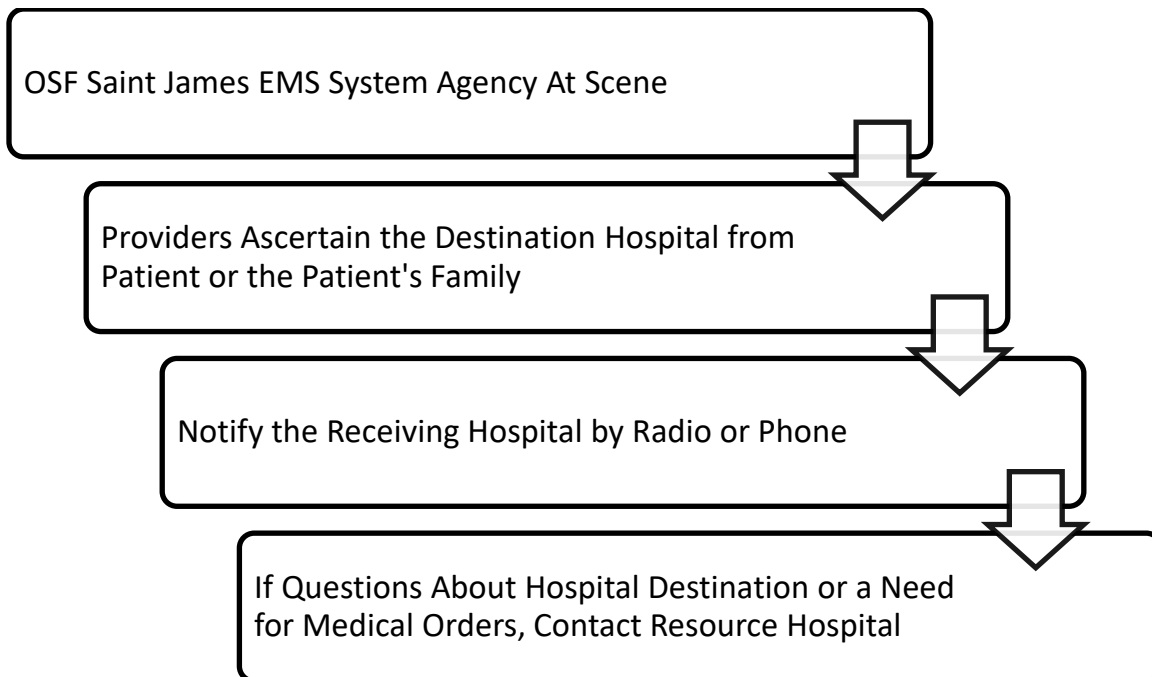 OSF Saint James EMS System Agency At Scene
Providers Ascertain the Destination Hospital from
Patient or the Patient's Family
Notify the Receiving Hospital by Radio or Phone
If Questions About Hospital Destination or a Need
for Medical Orders, Contact Resource Hospital